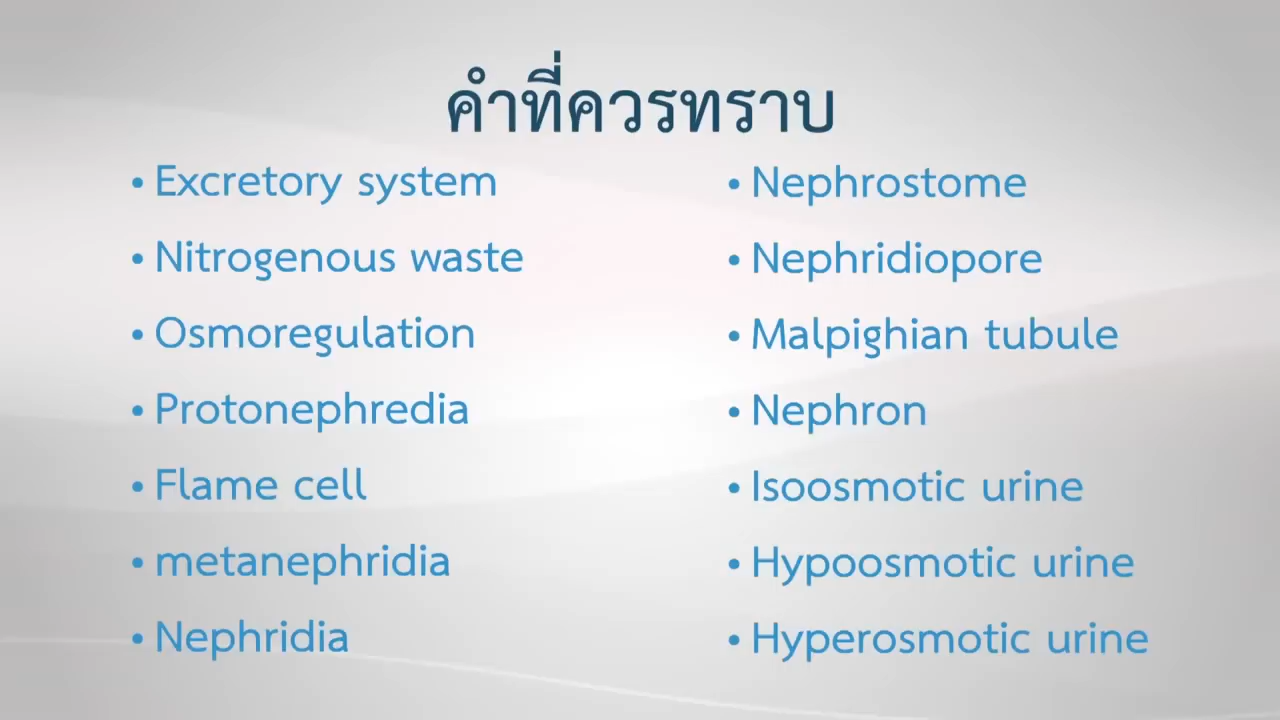 คำที่ควรทราบ
• Excretory system
• Nitrogenous waste
• Osmoregulation
• Protonephredia
• Flame cell
• metanephridia
• Nephridia
• Nephrostome
• Nephridiopore
• Malpighian tubule
• Nephron
• Isoosmotic urine
• Hypoosmotic urine
• Hyperosmotic urine